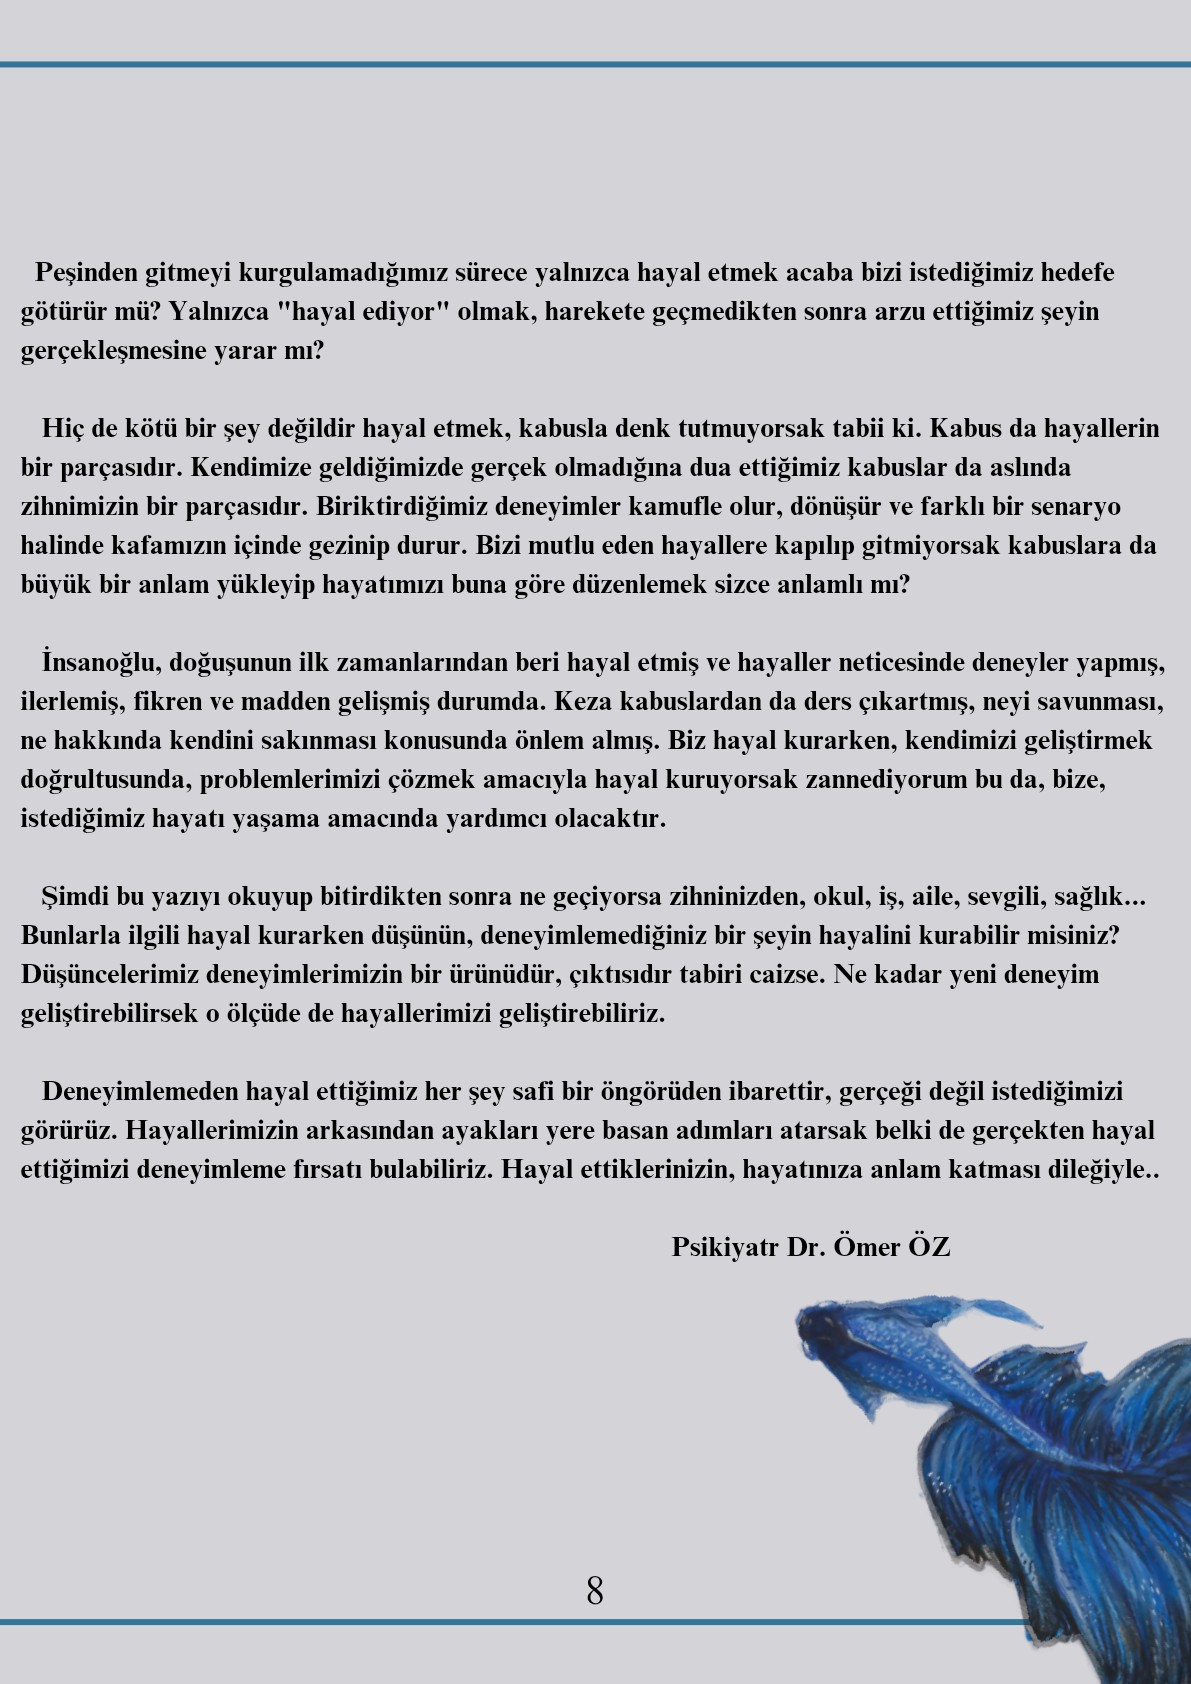 Peşinden gitmeyi kurgulamadığımız sürece yalnızca hayal etmek acaba bizi istediğimiz hedefe
götürür mü? Yalnızca "hayal ediyor" olmak, harekete geçmedikten sonra arzu ettiğimiz şeyin
gerçekleşmesine yarar mı?
Hiç de kötü bir şey değildir hayal etmek, kabusla denk tutmuyorsak tabii ki. Kabus da hayallerin
bir parçasıdır. Kendimize geldiğimizde gerçek olmadığına dua ettiğimiz kabuslar da aslında
zihnimizin bir parçasıdır. Biriktirdiğimiz deneyimler kamufle olur, dönüşür ve farklı bir senaryo
halinde kafamızın içinde gezinip durur. Bizi mutlu eden hayallere kapılıp gitmiyorsak kabuslara da
büyük bir anlam yükleyip hayatımızı buna göre düzenlemek sizce anlamlı mı?
İnsanoğlu, doğuşunun ilk zamanlarından beri hayal etmiş ve hayaller neticesinde deneyler yapmış,
ilerlemiş, fikren ve madden gelişmiş durumda. Keza kabuslardan da ders çıkartmış, neyi savunması,
ne hakkında kendini sakınması konusunda önlem almış. Biz hayal kurarken, kendimizi geliştirmek
doğrultusunda, problemlerimizi çözmek amacıyla hayal kuruyorsak zannediyorum bu da, bize,
istediğimiz hayatı yaşama amacında yardımcı olacaktır.
Şimdi bu yazıyı okuyup bitirdikten sonra ne geçiyorsa zihninizden, okul, iş, aile, sevgili, sağlık...
Bunlarla ilgili hayal kurarken düşünün, deneyimlemediğiniz bir şeyin hayalini kurabilir misiniz?
Düşüncelerimiz deneyimlerimizin bir ürünüdür, çıktısıdır tabiri caizse. Ne kadar yeni deneyim
geliştirebilirsek o ölçüde de hayallerimizi geliştirebiliriz.
Deneyimlemeden hayal ettiğimiz her şey safi bir öngörüden ibarettir, gerçeği değil istediğimizi
görürüz. Hayallerimizin arkasından ayakları yere basan adımları atarsak belki de gerçekten hayal
ettiğimizi deneyimleme fırsatı bulabiliriz. Hayal ettiklerinizin, hayatınıza anlam katması dileğiyle..
Psikiyatr Dr. Ömer ÖZ
8